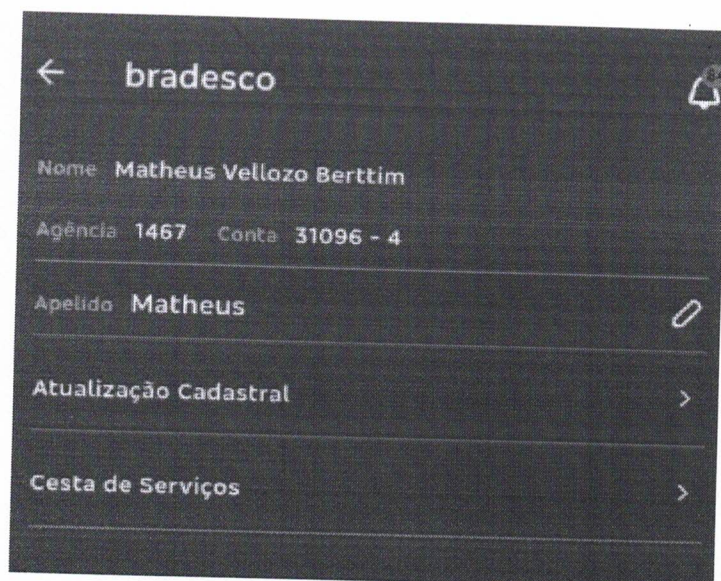 bradesco
Nome Matheus Vellozo Berttim
Agência 1467 Conta 31096 - 4
Apelido Matheus
Atualização Cadastral
Cesta de Serviços